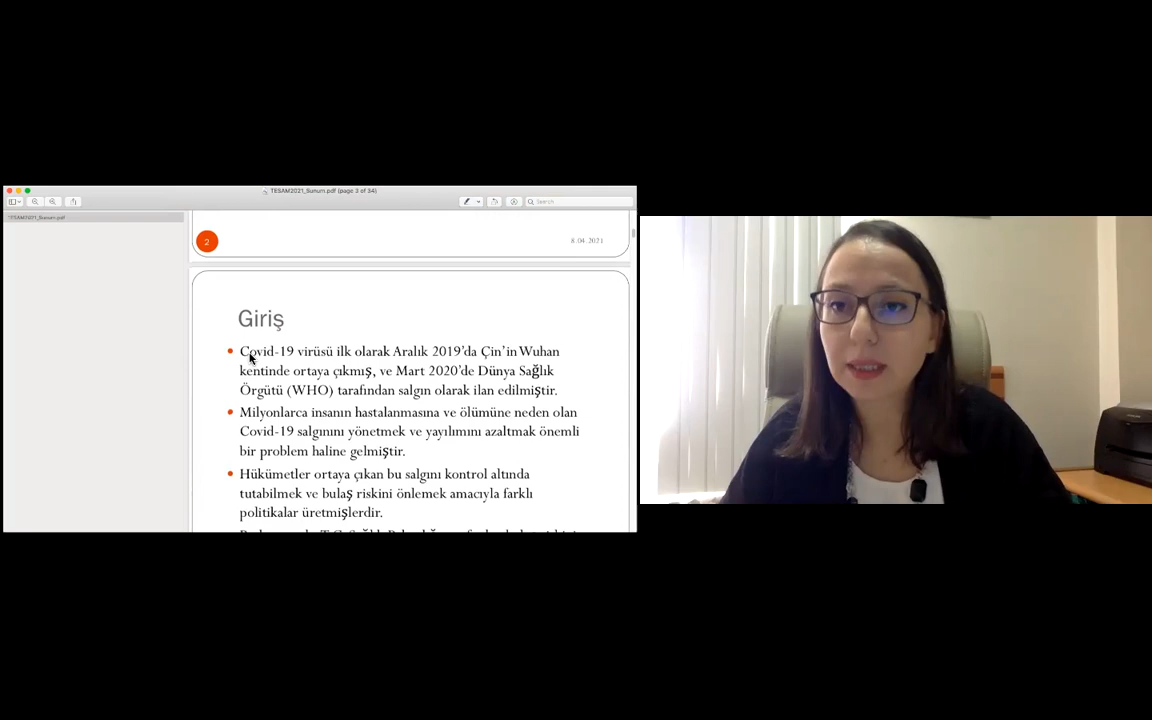 TESAM2021_Sunum.pdf (page 3 of 34)
Search
TESAM2021_Sunum.pdf
2
8.04.2021
Giriş
Covid-19 virüsü ilk olarak Aralık 2019’da Çin’in Wuhan
kentinde ortaya çıkmış, ve Mart 2020’de Dünya Sağlık
Örgütü (WHO) tarafından salgın olarak ilan edilmiştir.
Milyonlarca insanın hastalanmasına ve ölümüne neden olan
Covid-19 salgınını yönetmek ve yayılımını azaltmak önemli
bir problem haline gelmiştir.
Hükümetler ortaya çıkan bu salgını kontrol altında
tutabilmek ve bulaş riskini önlemek amacıyla farklı
politikalar üretmişlerdir.